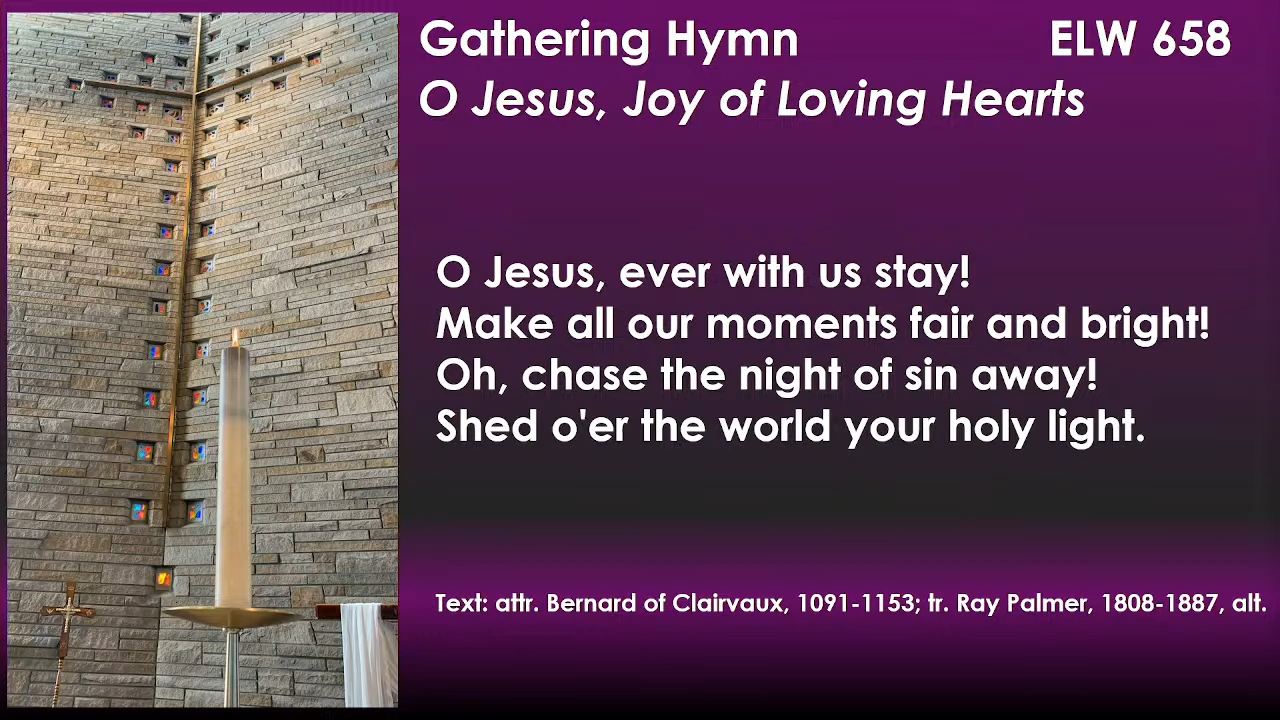 Gathering Hymn ELW 658
O Jesus, Joy of Loving Hearts
O Jesus, ever with us stay!
Make all our moments fair and bright!
Oh, chase the night of sin away!
Shed o'er the world your holy light.
Text: attr. Bernard of Clairvaux, 1091-1153; tr. Ray Palmer, 1808-1887, alt.